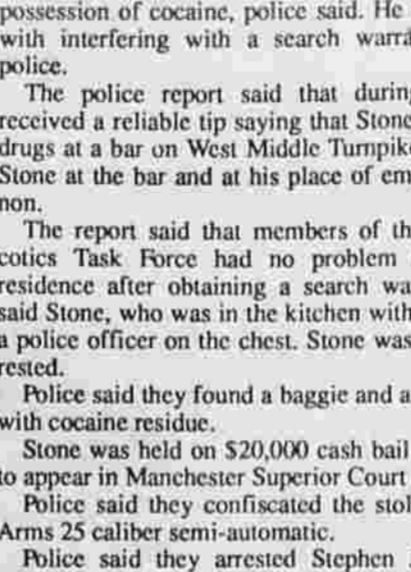 possession of cocaine, police said. He
with interfering with a search warra
police.
The police report said that during
received a reliable tip saying that Stone
drugs at a bar on West Middle Turnpike
Stone at the bar and at his place of em
non.
The report said that members of th
cotics Task Force had no problem
residence after obtaining a search wa
said Stone, who was in the kitchen with
a police officer on the chest. Stone was
rested.
Police said they found a baggie and a
with cocaine residue.
Stone was held on $20,000 cash bail
to appear in Manchester Superior Court
Police said they confiscated the stol
Arms 25 caliber semi-automatic.
Police said they arrested Stephen